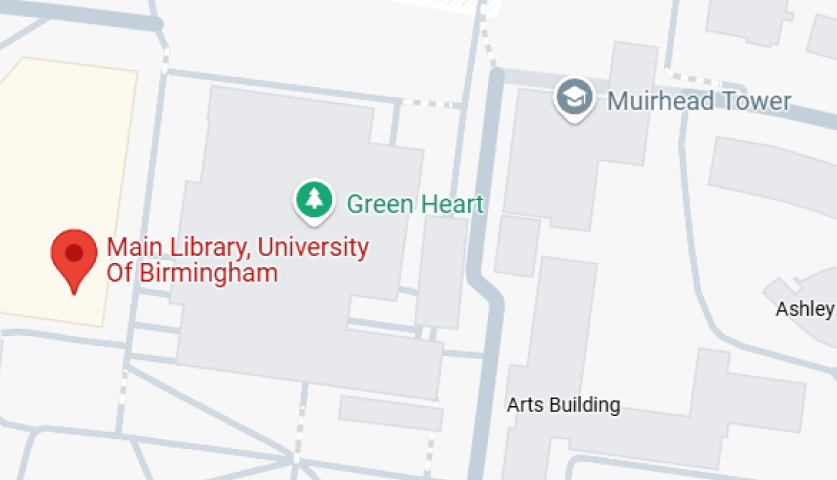 Muirhead Tower
Green Heart
Main Library, University
Of Birmingham
Ashley
Arts Building